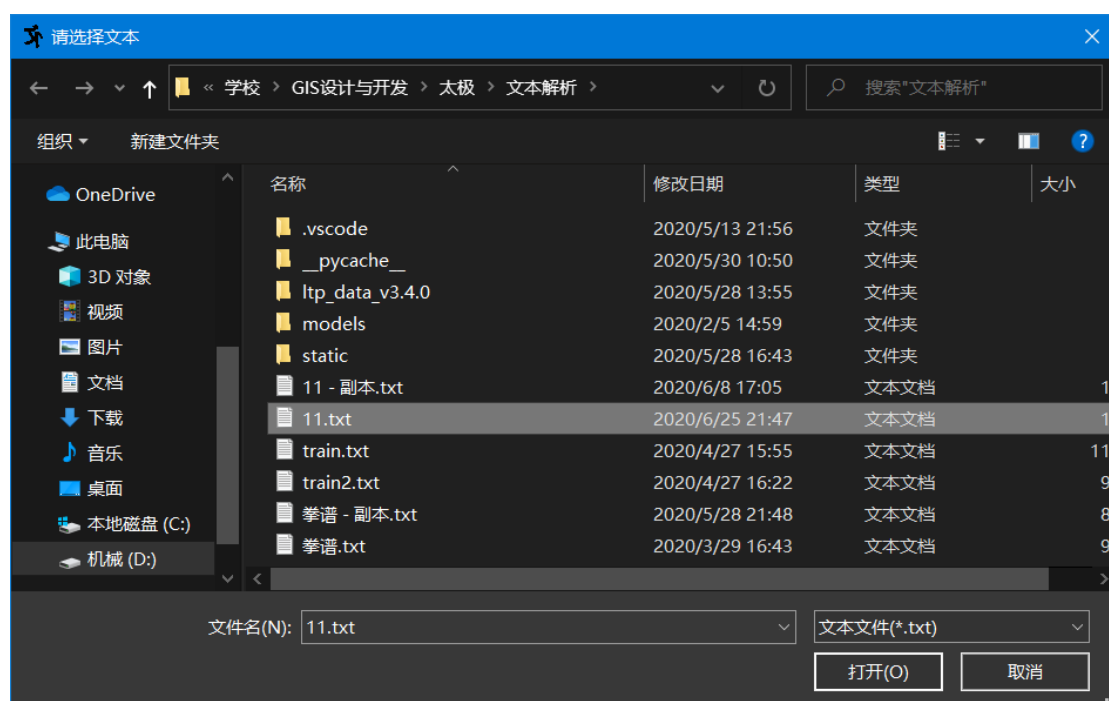 请选择文本
« 学校 › GIS设计与开发 › 太极 › 文本解析 › 搜索"文本解析"
组织 新建文件夹 ?
名称 修改日期 类型 大小
OneDrive
此电脑
3D 对象
视频
图片
文档
下载
音乐
桌面
本地磁盘 (C:)
机械 (D:)
.vscode 2020/5/13 21:56 文件夹
__pycache__ 2020/5/30 10:50 文件夹
ltp_data_v3.4.0 2020/5/28 13:55 文件夹
models 2020/2/5 14:59 文件夹
static 2020/5/28 16:43 文件夹
11 - 副本.txt 2020/6/8 17:05 文本文档 1
11.txt 2020/6/25 21:47 文本文档 1
train.txt 2020/4/27 15:55 文本文档 11
train2.txt 2020/4/27 16:22 文本文档 9
拳谱 - 副本.txt 2020/5/28 21:48 文本文档 8
拳谱.txt 2020/3/29 16:43 文本文档 9
文件名(N): 11.txt 文本文件(*.txt)
打开(O) 取消